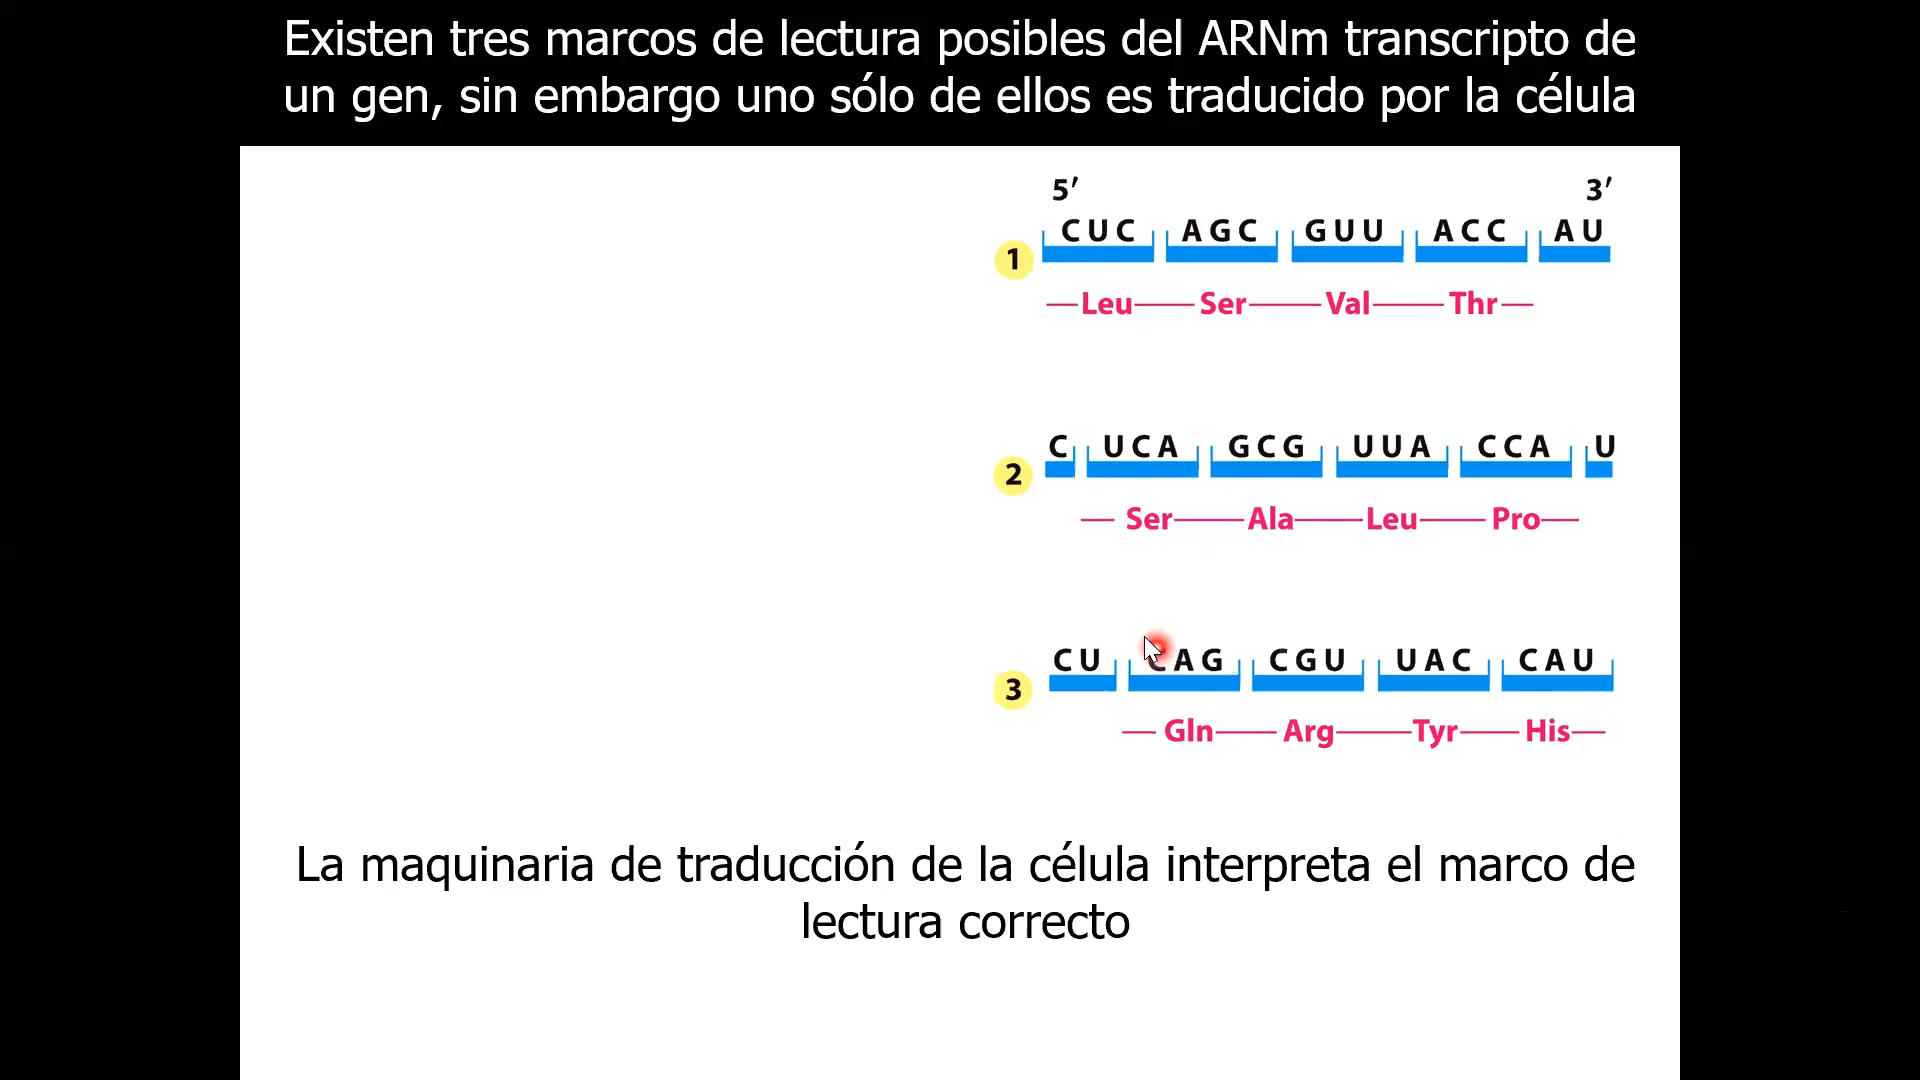 Existen tres marcos de lectura posibles del ARNm transcripto de
un gen, sin embargo uno sólo de ellos es traducido por la célula
5′ 3′
CUC AGC GUU ACC AU
1
Leu Ser Val Thr
C UCA GCG UUA CCA U
2
Ser Ala Leu Pro
CU CAG CGU UAC CAU
3
Gln Arg Tyr His
La maquinaria de traducción de la célula interpreta el marco de
lectura correcto